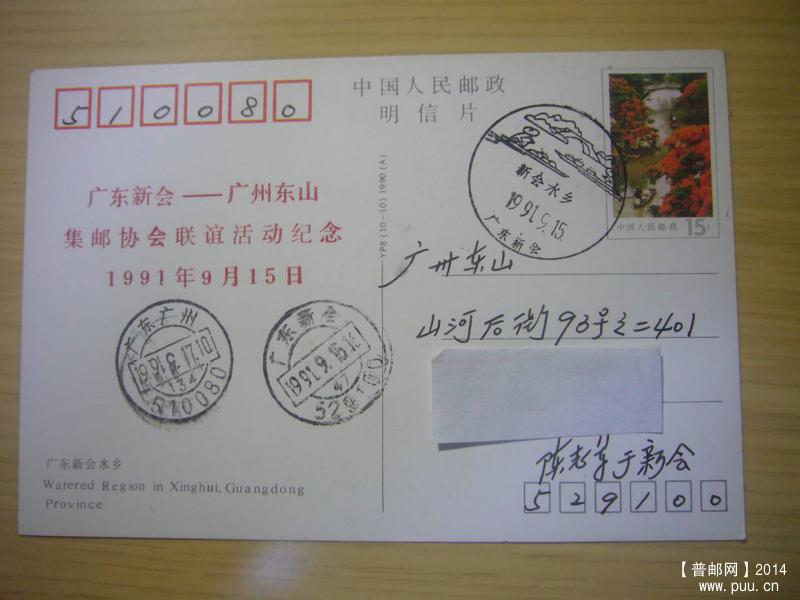 510080
中国人民邮政
明信片
中国人民邮政 15分
新会水乡
1991.9.15
广东新会
YP8 (10-10) 1990 (A)
广东新会——广州东山
集邮协会联谊活动纪念
1991年9月15日
广州东山
山河后街93号之二401
广东广州
1991.9.17.10
134
510080
广东新会
1991.9.16.18
47
529100
陈志 于新会
529100
广东新会水乡
Watered Region in Xinghui, Guangdong
Province
【普邮网】2014
www.puu.cn